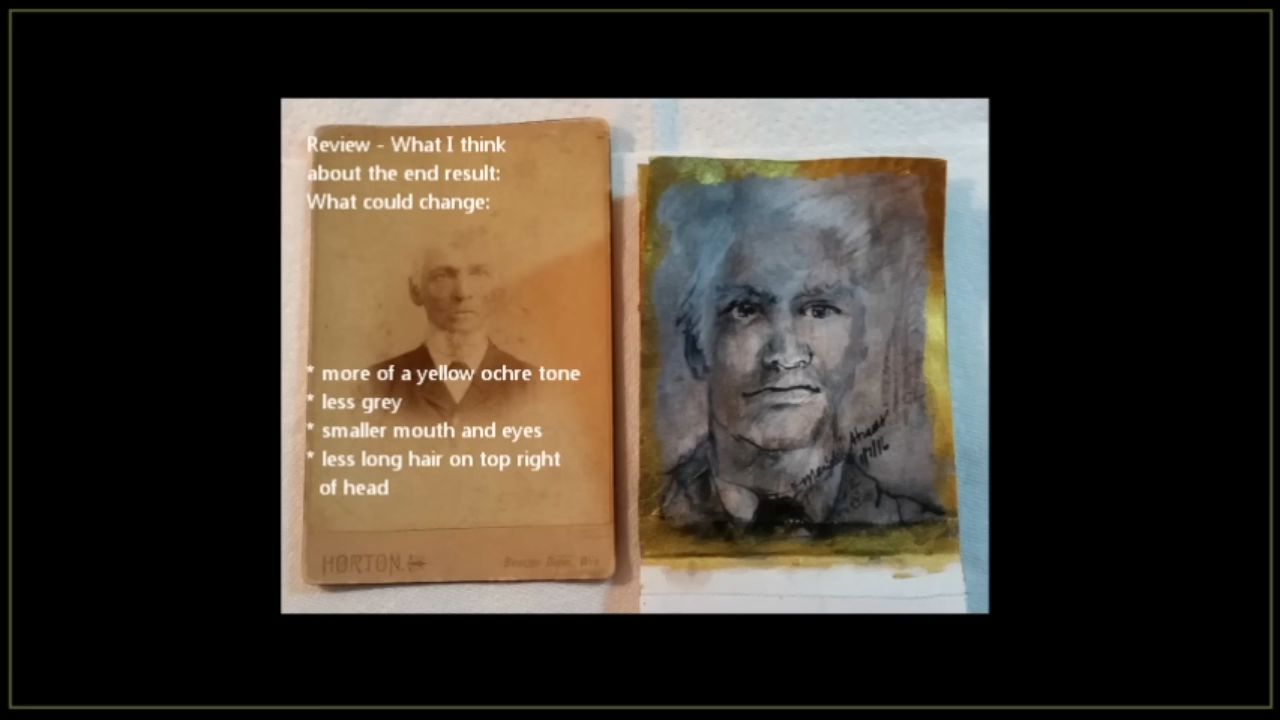 Review - What I think
about the end result:
What could change:
* more of a yellow ochre tone
* less grey
* smaller mouth and eyes
* less long hair on top right
of head
HORTON.